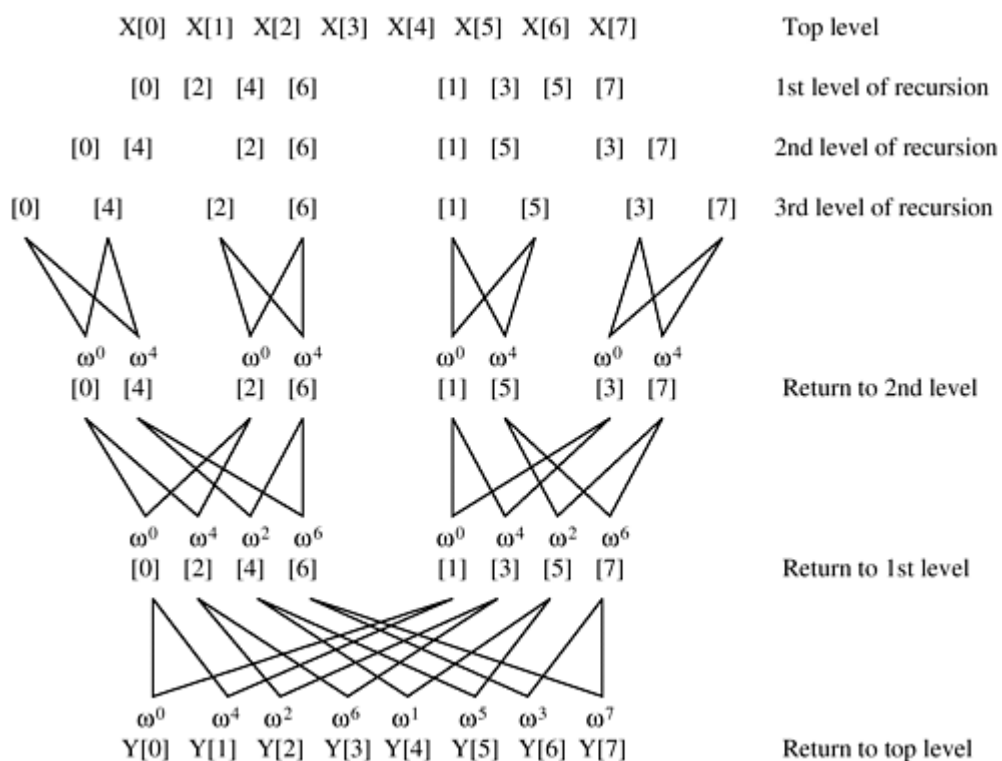 X[0] X[1] X[2] X[3] X[4] X[5] X[6] X[7] Top level
[0] [2] [4] [6] [1] [3] [5] [7] 1st level of recursion
[0] [4] [2] [6] [1] [5] [3] [7] 2nd level of recursion
[0] [4] [2] [6] [1] [5] [3] [7] 3rd level of recursion
ω⁰ ω⁴ ω⁰ ω⁴ ω⁰ ω⁴ ω⁰ ω⁴
[0] [4] [2] [6] [1] [5] [3] [7] Return to 2nd level
ω⁰ ω⁴ ω² ω⁶ ω⁰ ω⁴ ω² ω⁶
[0] [2] [4] [6] [1] [3] [5] [7] Return to 1st level
ω⁰ ω⁴ ω² ω⁶ ω¹ ω⁵ ω³ ω⁷
Y[0] Y[1] Y[2] Y[3] Y[4] Y[5] Y[6] Y[7] Return to top level